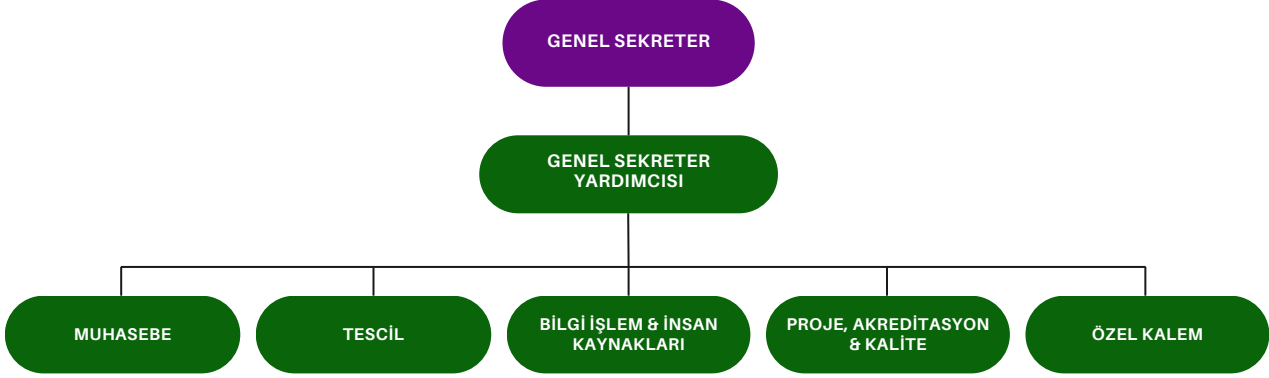 GENEL SEKRETER
GENEL SEKRETER
YARDIMCISI
MUHASEBE
TESCİL
BİLGİ İŞLEM & İNSAN
KAYNAKLARI
PROJE, AKREDİTASYON
& KALİTE
ÖZEL KALEM